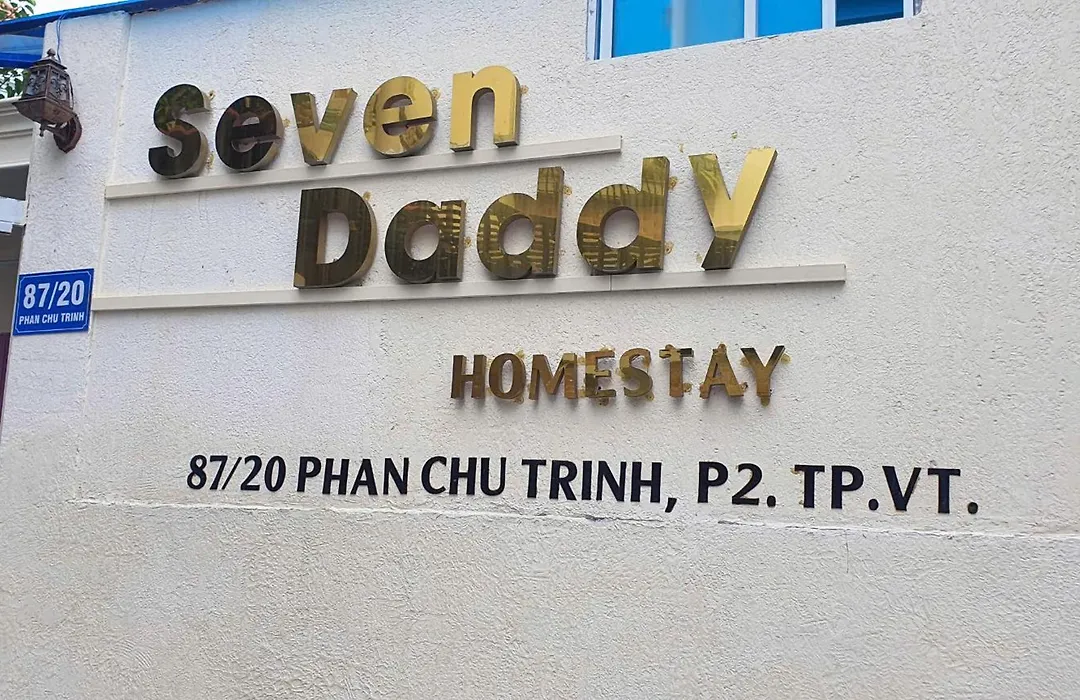 Seven
Daddy
HOMESTAY
87/20
PHAN CHU TRINH
87/20 PHAN CHU TRINH, P2. TP.VT.